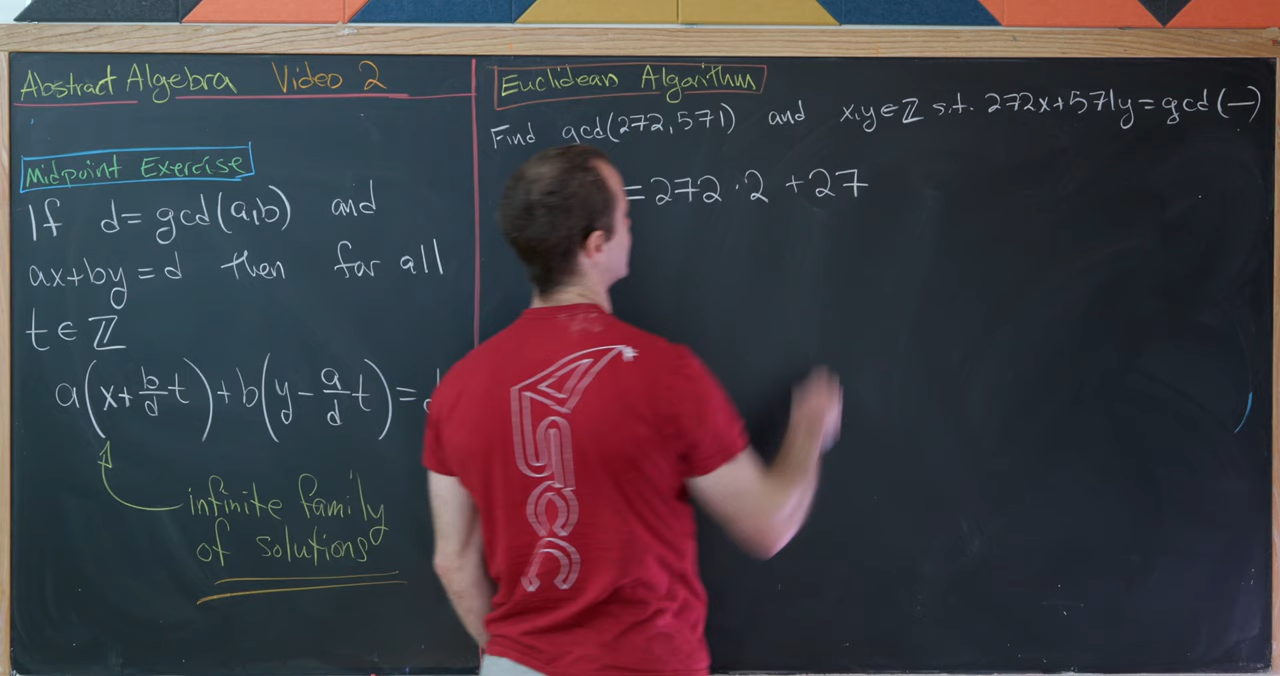 Abstract Algebra Video 2
Midpoint Exercise
If d=gcd(a,b) and
ax+by=d then for all
t∈ℤ
a(x+b/d t)+b(y-a/d t)=
infinite family
of solutions
Euclidean Algorithm
Find gcd(272,571) and x,y∈ℤ s.t. 272x+571y=gcd(—)
=272·2+27